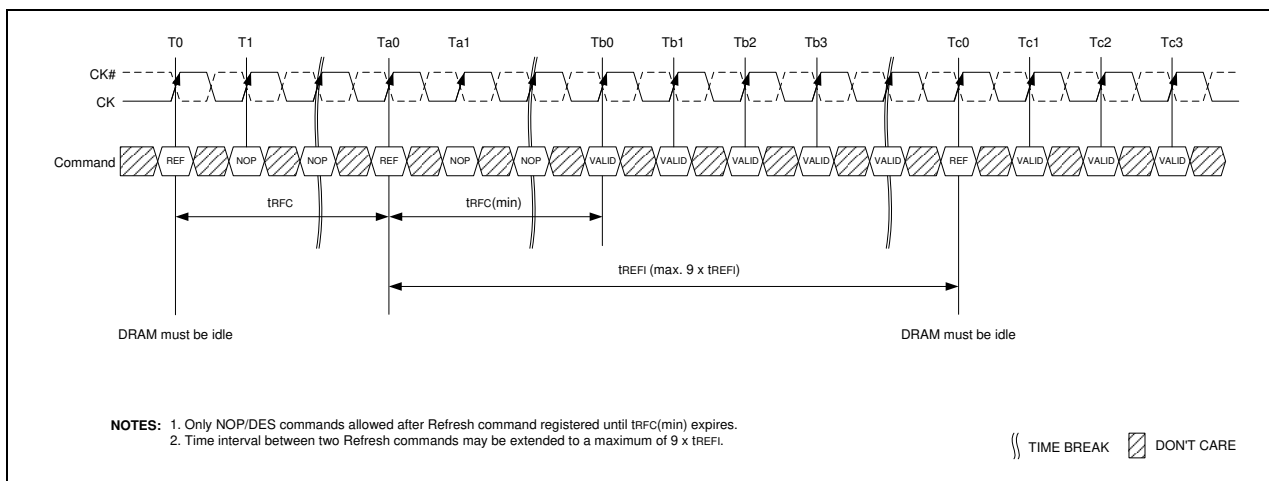 T0 T1 Ta0 Ta1 Tb0 Tb1 Tb2 Tb3 Tc0 Tc1 Tc2 Tc3
CK#
CK
Command REF NOP NOP REF NOP NOP VALID VALID VALID VALID VALID REF VALID VALID VALID
tRFC tRFC(min)
tREFI (max. 9 x tREFI)
DRAM must be idle DRAM must be idle
NOTES: 1. Only NOP/DES commands allowed after Refresh command registered until tRFC(min) expires.
2. Time interval between two Refresh commands may be extended to a maximum of 9 x tREFI.
TIME BREAK DON'T CARE